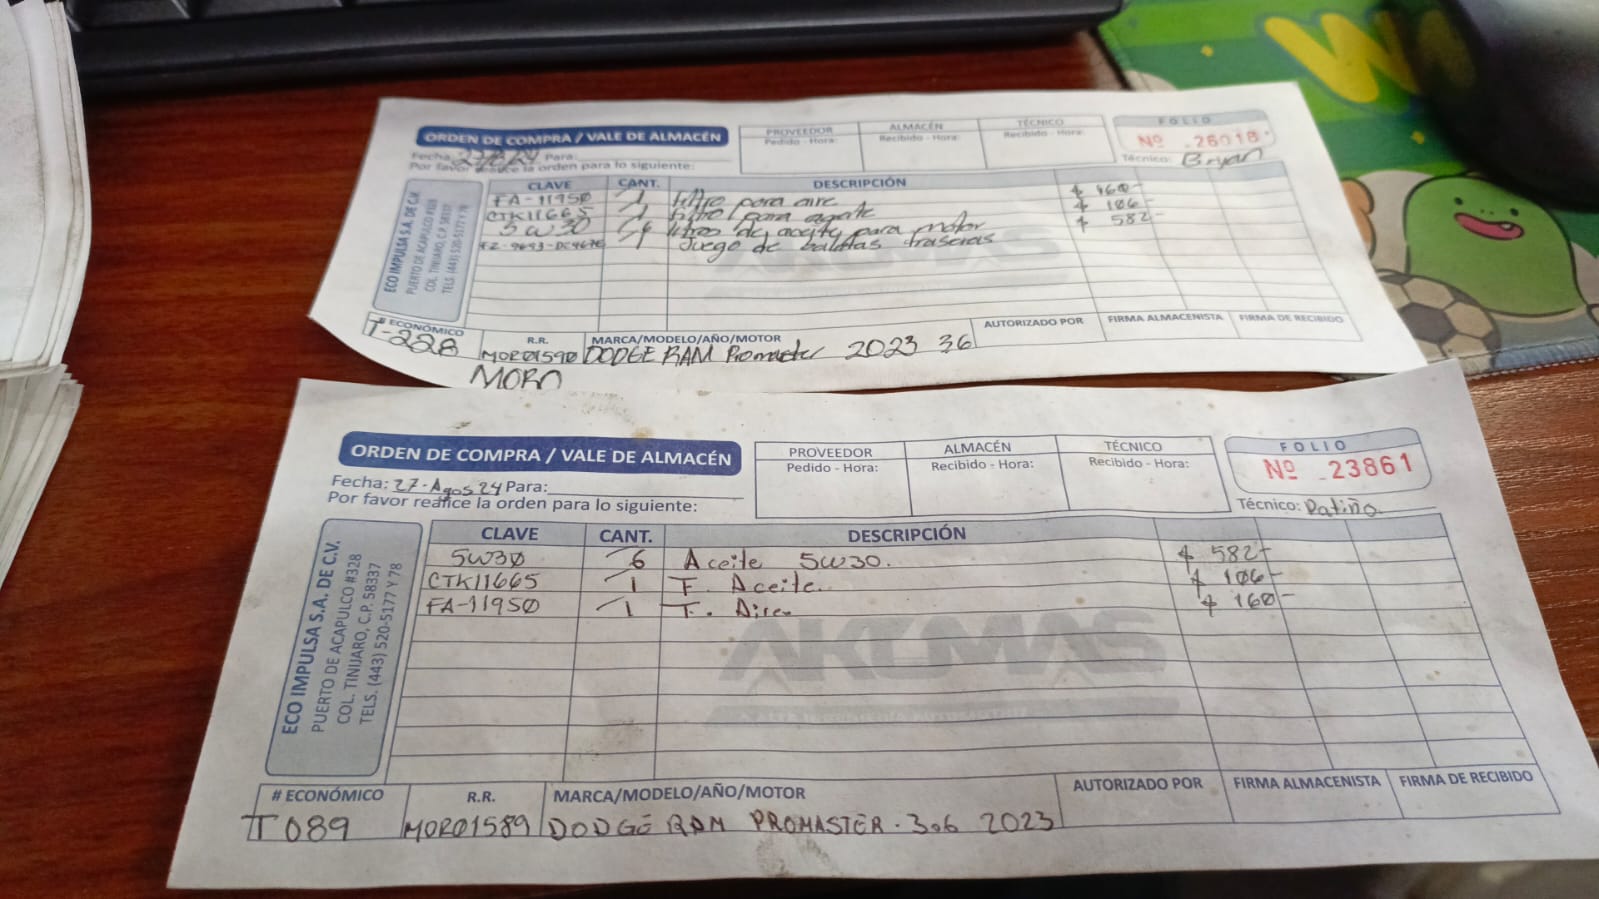 ORDEN DE COMPRA / VALE DE ALMACÉN
PROVEEDOR
Pedido - Hora:
ALMACÉN
Recibido - Hora:
TÉCNICO
Recibido - Hora:
FOLIO
Nº 26018
Fecha: Para:
Técnico: Bryan
Por favor realice la orden para lo siguiente:
CLAVE CANT. DESCRIPCIÓN
FA-11950 1 filtro para aire $ 160-
CTK11665 1 filtro para aceite $ 106-
5W30 6 litros de aceite para motor $ 582-
1 Juego de balatas traseras
ECO IMPULSA S.A. DE C.V.
PUERTO DE ACAPULCO #328
COL. TINIJARO, C.P. 58337
TELS. (443) 520-5177 Y 78
# ECONÓMICO R.R. MARCA/MODELO/AÑO/MOTOR AUTORIZADO POR FIRMA ALMACENISTA FIRMA DE RECIBIDO
T-228 MOR01590 DODGE RAM Promaster 2023 36
MORO
ORDEN DE COMPRA / VALE DE ALMACÉN
PROVEEDOR
Pedido - Hora:
ALMACÉN
Recibido - Hora:
TÉCNICO
Recibido - Hora:
FOLIO
Nº 23861
Fecha: 27-Agos 24 Para:
Técnico: Patiño
Por favor realice la orden para lo siguiente:
CLAVE CANT. DESCRIPCIÓN
5W30 6 Aceite 5W30. $ 582-
CTK11665 1 F. Aceite. $ 106-
FA-11950 1 F. Aire. $ 160-
AKUMAS
ECO IMPULSA S.A. DE C.V.
PUERTO DE ACAPULCO #328
COL. TINIJARO, C.P. 58337
TELS. (443) 520-5177 Y 78
# ECONÓMICO R.R. MARCA/MODELO/AÑO/MOTOR AUTORIZADO POR FIRMA ALMACENISTA FIRMA DE RECIBIDO
T 089 MOR01589 DODGE RAM PROMASTER. 3.6 2023